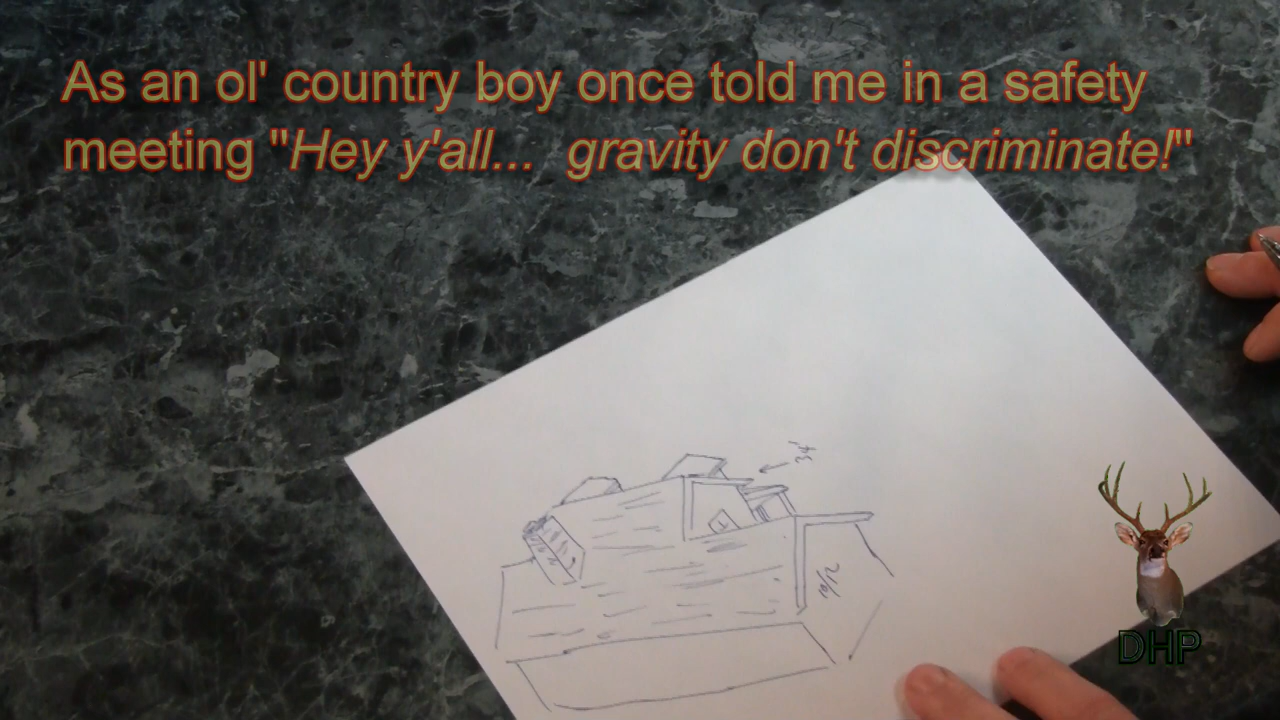 As an ol' country boy once told me in a safety
meeting "Hey y'all...  gravity don't discriminate!"
DHP